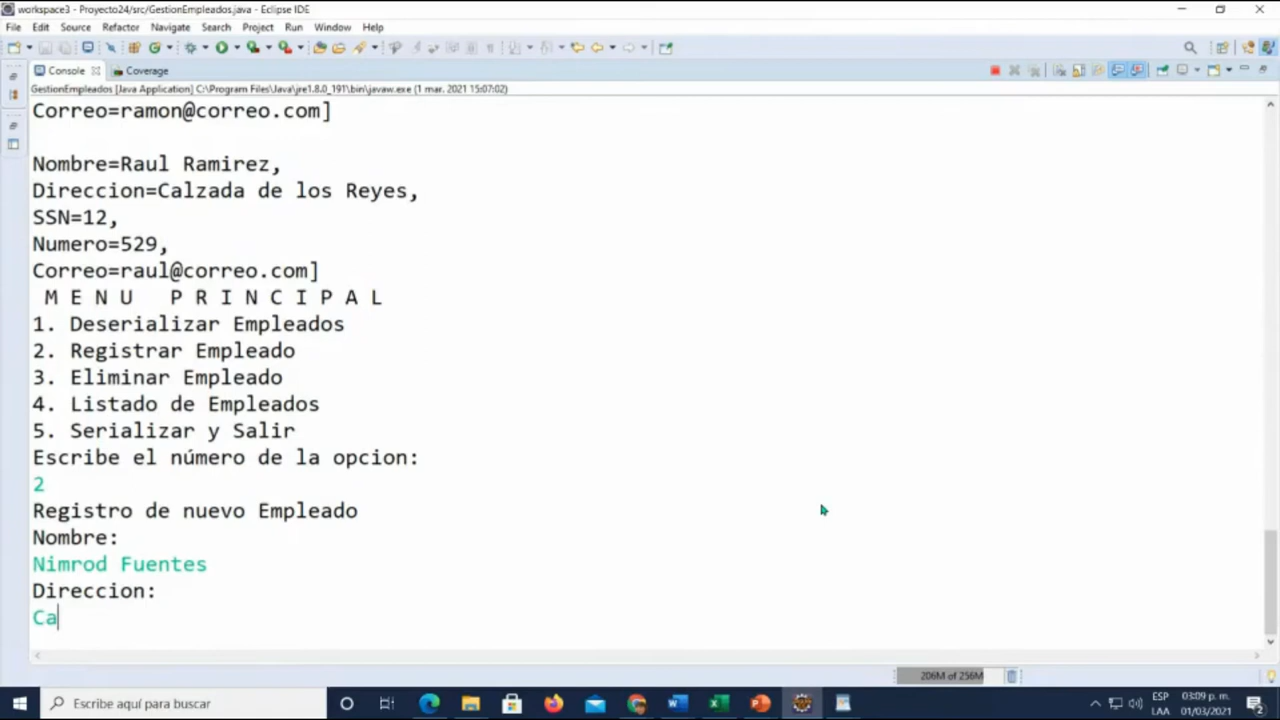 workspace3 - Proyecto24/src/GestionEmpleados.java - Eclipse IDE
File Edit Source Refactor Navigate Search Project Run Window Help
Console Coverage
GestionEmpleados [Java Application] C:\Program Files\Java\jre1.8.0_191\bin\javaw.exe (1 mar. 2021 15:07:02)
Correo=ramon@correo.com]
Nombre=Raul Ramirez,
Direccion=Calzada de los Reyes,
SSN=12,
Numero=529,
Correo=raul@correo.com]
M E N U P R I N C I P A L
1. Deserializar Empleados
2. Registrar Empleado
3. Eliminar Empleado
4. Listado de Empleados
5. Serializar y Salir
Escribe el número de la opcion:
2
Registro de nuevo Empleado
Nombre:
Nimrod Fuentes
Direccion:
Ca
206M of 256M
Escribe aquí para buscar
ESP 03:09 p. m.
LAA 01/03/2021
2